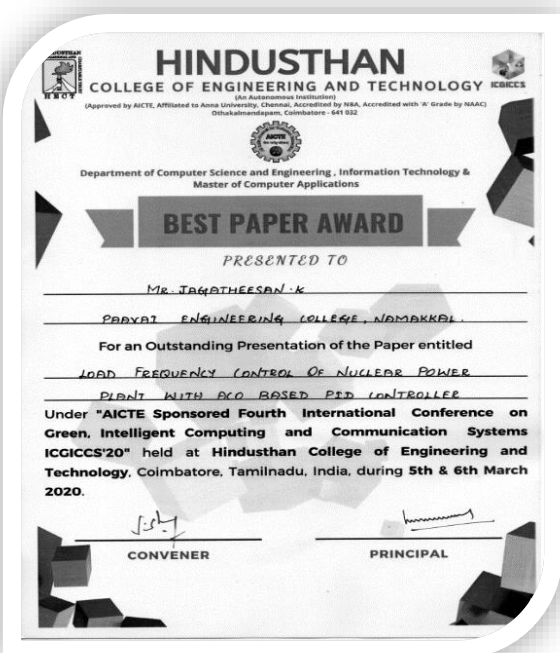 HINDUSTHAN
COLLEGE OF ENGINEERING AND TECHNOLOGY
(An Autonomous Institution)
(Approved by AICTE, Affiliated to Anna University, Chennai, Accredited by NBA, Accredited with 'A' Grade by NAAC)
Othakalmandapam, Coimbatore - 641 032
HINDUSTHAN
HECT
ICGICCS
AICTE
Department of Computer Science and Engineering , Information Technology &
Master of Computer Applications
BEST PAPER AWARD
PRESENTED TO
MR. JAGATHEESAN. K
PAAVAI ENGINEERING COLLEGE, NAMAKKAL.
For an Outstanding Presentation of the Paper entitled
LOAD FREQUENCY CONTROL OF NUCLEAR POWER
PLANT WITH ACO BASED PID CONTROLLER
Under "AICTE Sponsored Fourth International Conference on
Green, Intelligent Computing and Communication Systems
ICGICCS'20" held at Hindusthan College of Engineering and
Technology, Coimbatore, Tamilnadu, India, during 5th & 6th March
2020.
CONVENER
PRINCIPAL